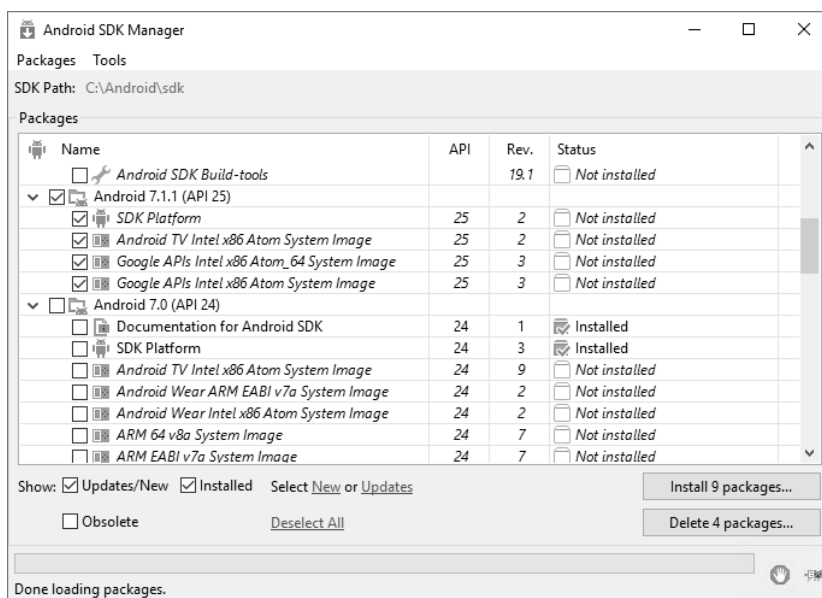 Android SDK Manager
Packages Tools
SDK Path: C:\Android\sdk
Packages
Name API Rev. Status
Android SDK Build-tools 19.1 Not installed
Android 7.1.1 (API 25)
SDK Platform 25 2 Not installed
Android TV Intel x86 Atom System Image 25 2 Not installed
Google APIs Intel x86 Atom_64 System Image 25 3 Not installed
Google APIs Intel x86 Atom System Image 25 3 Not installed
Android 7.0 (API 24)
Documentation for Android SDK 24 1 Installed
SDK Platform 24 3 Installed
Android TV Intel x86 Atom System Image 24 9 Not installed
Android Wear ARM EABI v7a System Image 24 2 Not installed
Android Wear Intel x86 Atom System Image 24 2 Not installed
ARM 64 v8a System Image 24 7 Not installed
ARM EABI v7a System Image 24 7 Not installed
Show: Updates/New Installed Select New or Updates Install 9 packages...
Obsolete Deselect All Delete 4 packages...
Done loading packages.